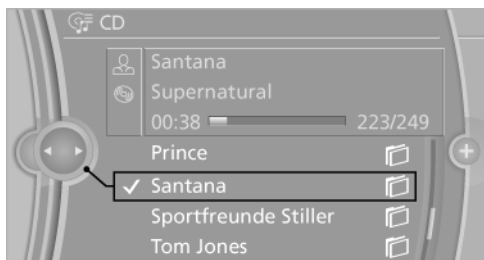 CD
Santana
Supernatural
00:38 223/249
Prince
Santana
Sportfreunde Stiller
Tom Jones